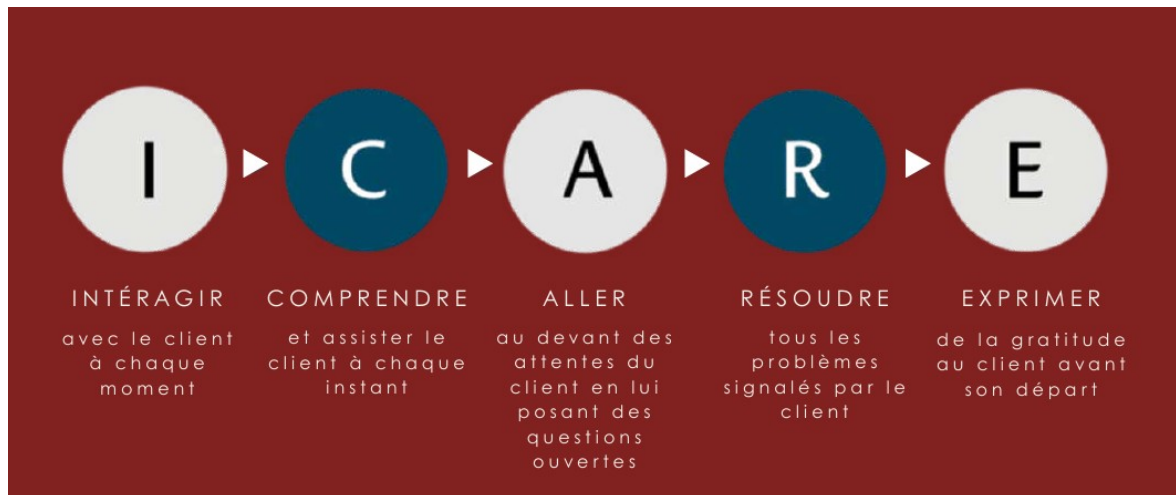 I
C
A
R
E
INTÉRAGIR
avec le client
à chaque
moment
COMPRENDRE
et assister le
client à chaque
instant
ALLER
au devant des
attentes du
client en lui
posant des
questions
ouvertes
RÉSOUDRE
tous les
problèmes
signalés par le
client
EXPRIMER
de la gratitude
au client avant
son départ